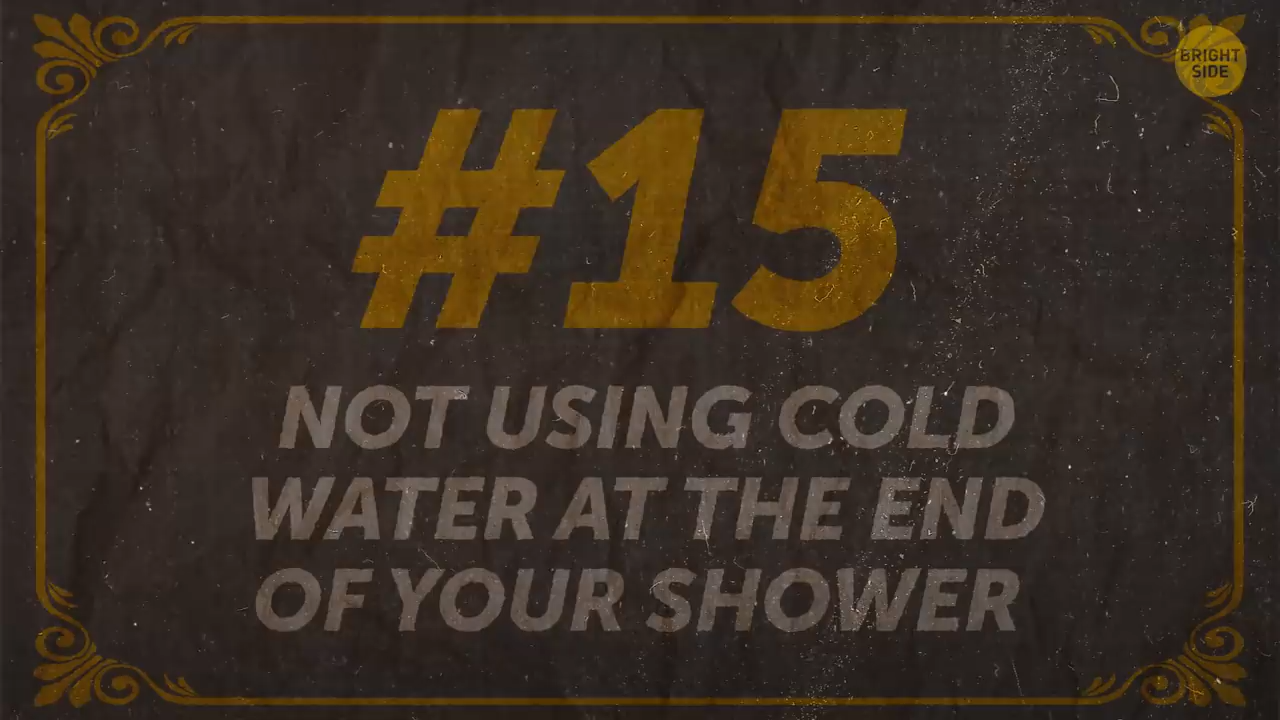 BRIGHT
SIDE
#15
NOT USING COLD
WATER AT THE END
OF YOUR SHOWER